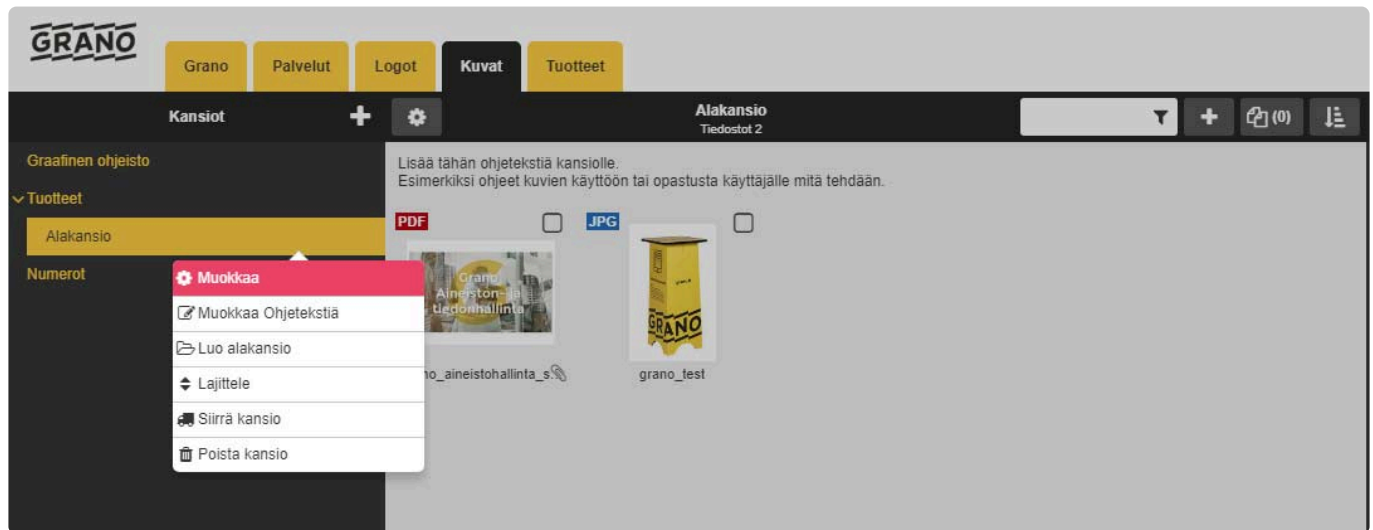 GRANO
Grano
Palvelut
Logot
Kuvat
Tuotteet
Kansiot
Alakansio
Tiedostot 2
(0)
Graafinen ohjeisto
Tuotteet
Alakansio
Numerot
Lisää tähän ohjetekstiä kansiolle.
Esimerkiksi ohjeet kuvien käyttöön tai opastusta käyttäjälle mitä tehdään.
PDF
JPG
Grano
Aineiston- ja
tiedonhallinta
GRANO
no_aineistohallinta_s
grano_test
Muokkaa
Muokkaa Ohjetekstiä
Luo alakansio
Lajittele
Siirrä kansio
Poista kansio